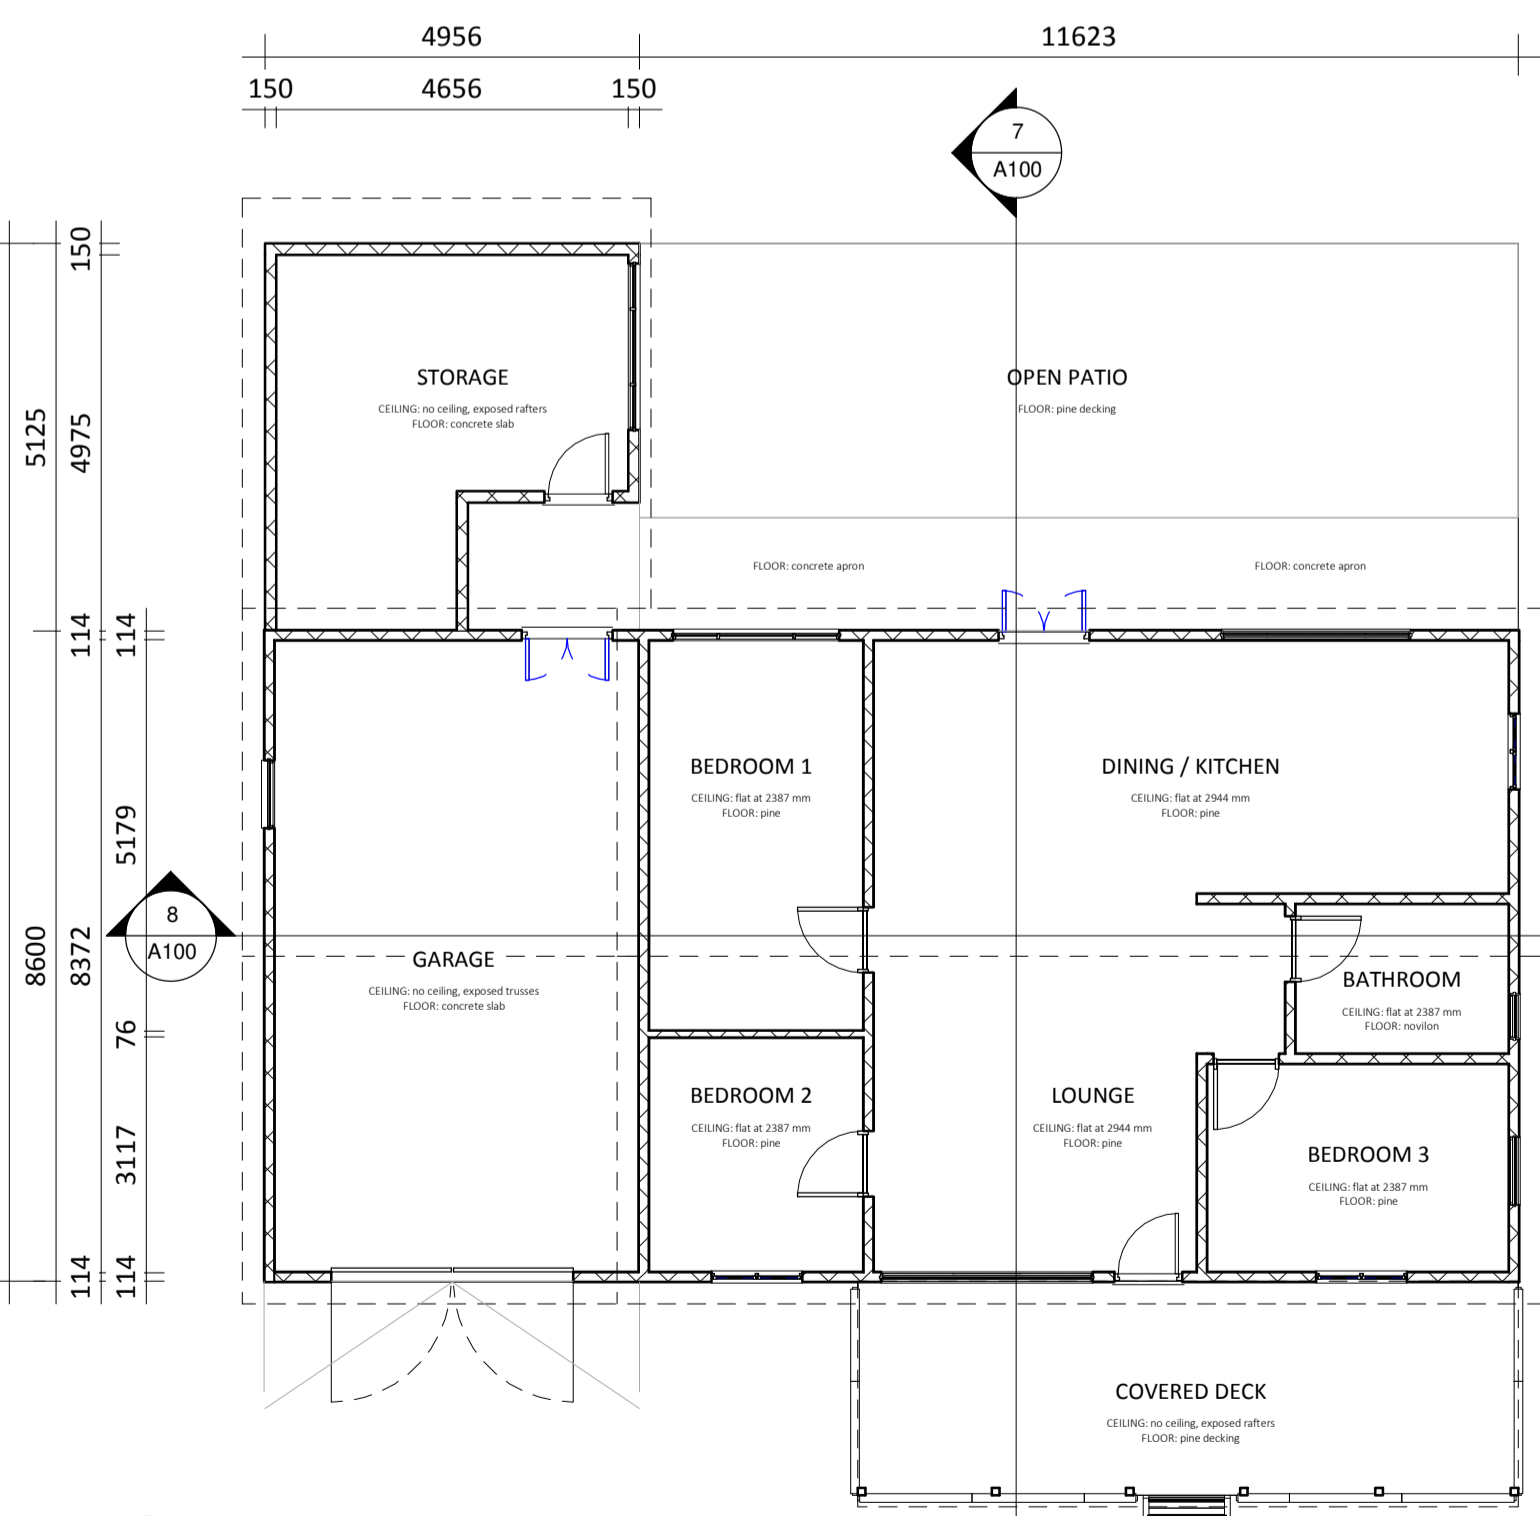 4956
11623
150
4656
150
7
A100
150
STORAGE
OPEN PATIO
CEILING: no ceiling, exposed rafters
FLOOR: concrete slab
FLOOR: pine decking
5125
4975
FLOOR: concrete apron
FLOOR: concrete apron
114
114
BEDROOM 1
CEILING: flat at 2387 mm
FLOOR: pine
DINING / KITCHEN
CEILING: flat at 2944 mm
FLOOR: pine
5179
8
A100
8600
8372
GARAGE
CEILING: no ceiling, exposed trusses
FLOOR: concrete slab
BATHROOM
CEILING: flat at 2387 mm
FLOOR: novilon
76
BEDROOM 2
CEILING: flat at 2387 mm
FLOOR: pine
LOUNGE
CEILING: flat at 2944 mm
FLOOR: pine
3117
BEDROOM 3
CEILING: flat at 2387 mm
FLOOR: pine
114
114
COVERED DECK
CEILING: no ceiling, exposed rafters
FLOOR: pine decking